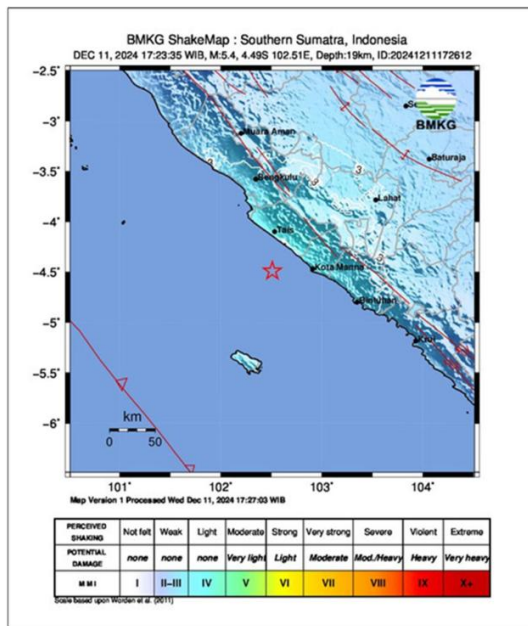 BMKG ShakeMap : Southern Sumatra, Indonesia
DEC 11, 2024 17:23:35 WIB, M:5.4, 4.49S 102.51E, Depth:19km, ID:20241211172612
-2.5
BMKG
-3
Muara Aman
Baturaja
3
3
-3.5
Bengkulu
Lahat
-4
Tais
-4.5
Kota Manna
Bintuhan
-5
Krui
-5.5
-6
km
0 50
101° 102° 103° 104°
Map Version 1 Processed Wed Dec 11, 2024 17:27:03 WIB
PERCEIVED SHAKING Not felt Weak Light Moderate Strong Very strong Severe Violent Extreme
POTENTIAL DAMAGE none none none Very light Light Moderate Mod./Heavy Heavy Very heavy
MMI I II–III IV V VI VII VIII IX X+
Scale based upon Worden et al. (2011)